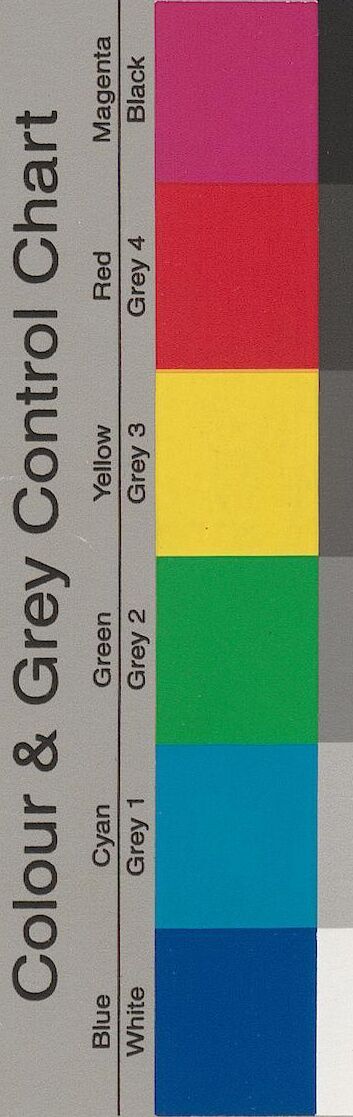 Colour & Grey Control Chart
Blue Cyan Green Yellow Red Magenta
White Grey 1 Grey 2 Grey 3 Grey 4 Black